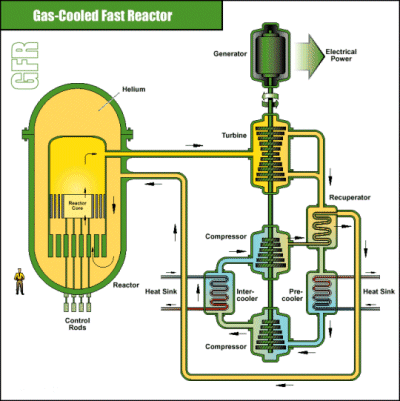 Gas-Cooled Fast Reactor
GFR
Generator
Electrical
Power
Helium
Turbine
Reactor
Core
Recuperator
Compressor
Heat Sink
Inter-
cooler
Pre-
cooler
Heat Sink
Reactor
Control
Rods
Compressor